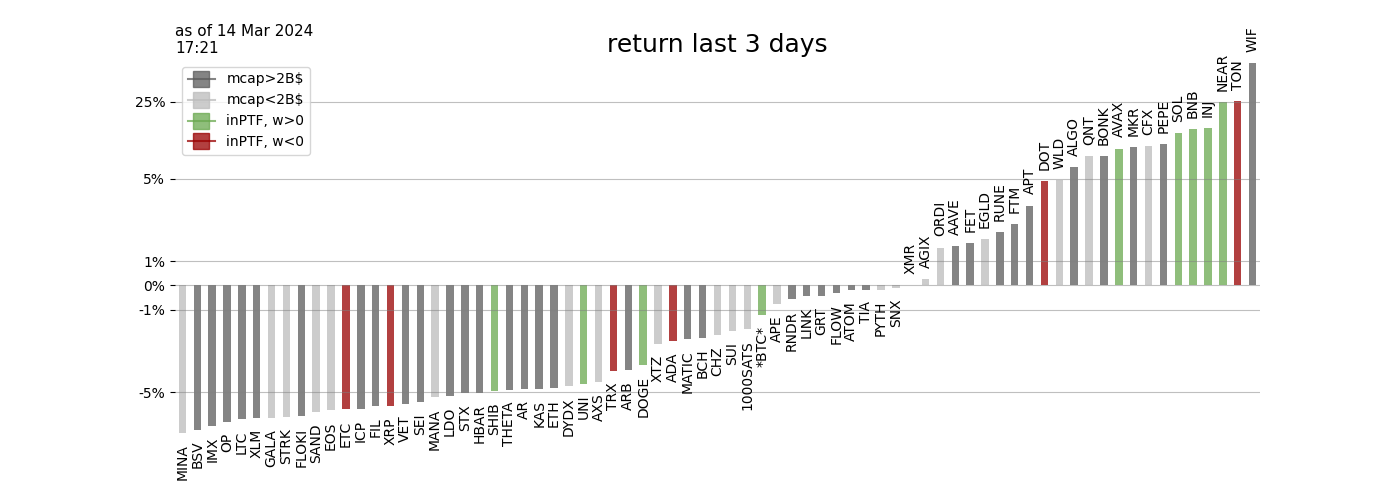 as of 14 Mar 2024
17:21
return last 3 days
mcap>2B$
mcap<2B$
inPTF, w>0
inPTF, w<0
25%
5%
1%
0%
-1%
-5%
MINA
BSV
IMX
OP
LTC
XLM
GALA
STRK
FLOKI
SAND
EOS
ETC
ICP
FIL
XRP
VET
SEI
MANA
LDO
STX
HBAR
SHIB
THETA
AR
KAS
ETH
DYDX
UNI
AXS
TRX
ARB
DOGE
XTZ
ADA
MATIC
BCH
CHZ
SUI
1000SATS
*BTC*
APE
RNDR
LINK
GRT
FLOW
ATOM
TIA
PYTH
SNX
XMR
AGIX
ORDI
AAVE
FET
EGLD
RUNE
FTM
APT
DOT
WLD
ALGO
QNT
BONK
AVAX
MKR
CFX
PEPE
SOL
BNB
INJ
NEAR
TON
WIF